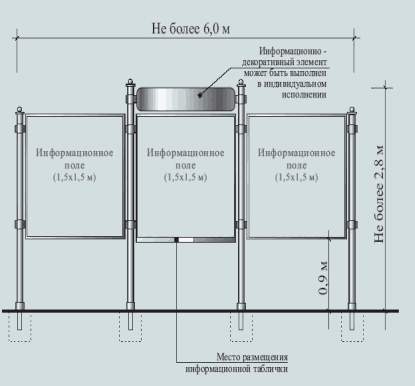 Не более 6,0 м
Информационно -
декоративный элемент
может быть выполнен
в индивидуальном
исполнении
Информационное
поле
(1,5х1,5 м)
Информационное
поле
(1,5х1,5 м)
Информационное
поле
(1,5х1,5 м)
Не более 2,8 м
0,9 м
Место размещения
информационной таблички